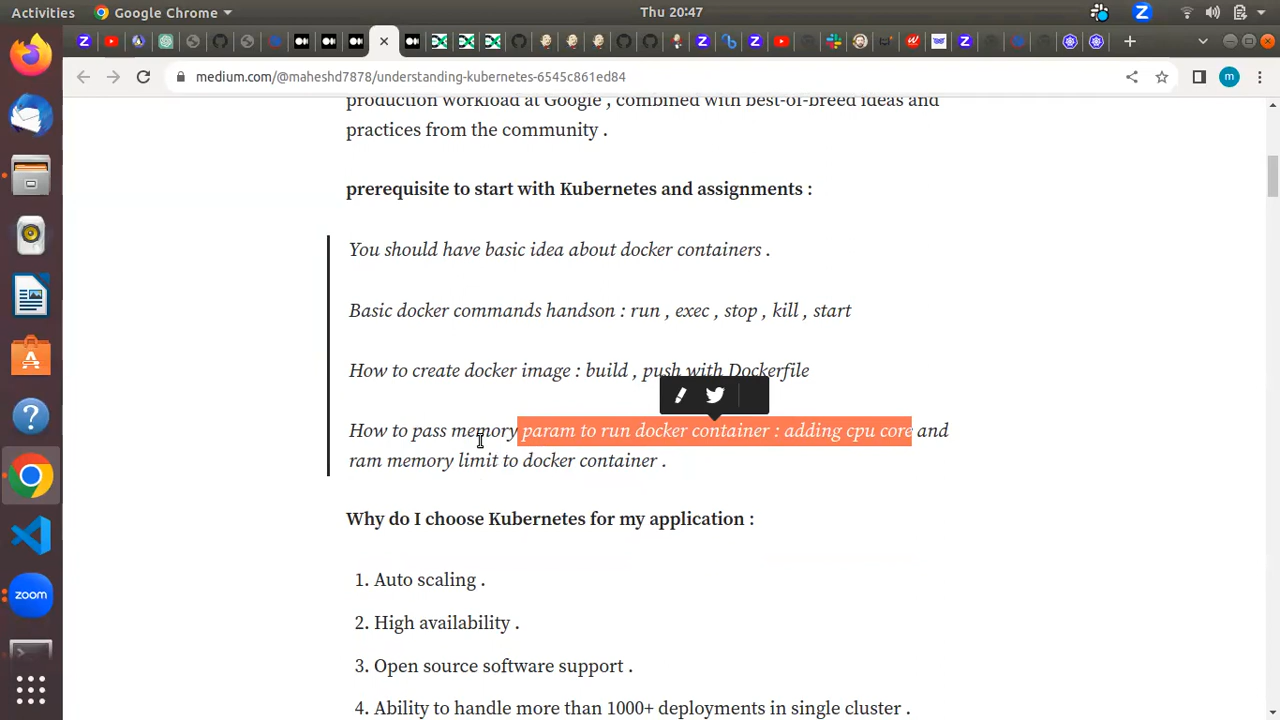 Activities
Google Chrome
Thu 20:47
medium.com/@maheshd7878/understanding-kubernetes-6545c861ed84
m
production workload at Google , combined with best-of-breed ideas and
practices from the community .
prerequisite to start with Kubernetes and assignments :
You should have basic idea about docker containers .
Basic docker commands handson : run , exec , stop , kill , start
How to create docker image : build , push with Dockerfile
How to pass memory param to run docker container : adding cpu core and
ram memory limit to docker container .
Why do I choose Kubernetes for my application :
1. Auto scaling .
2. High availability .
3. Open source software support .
4. Ability to handle more than 1000+ deployments in single cluster .
zoom